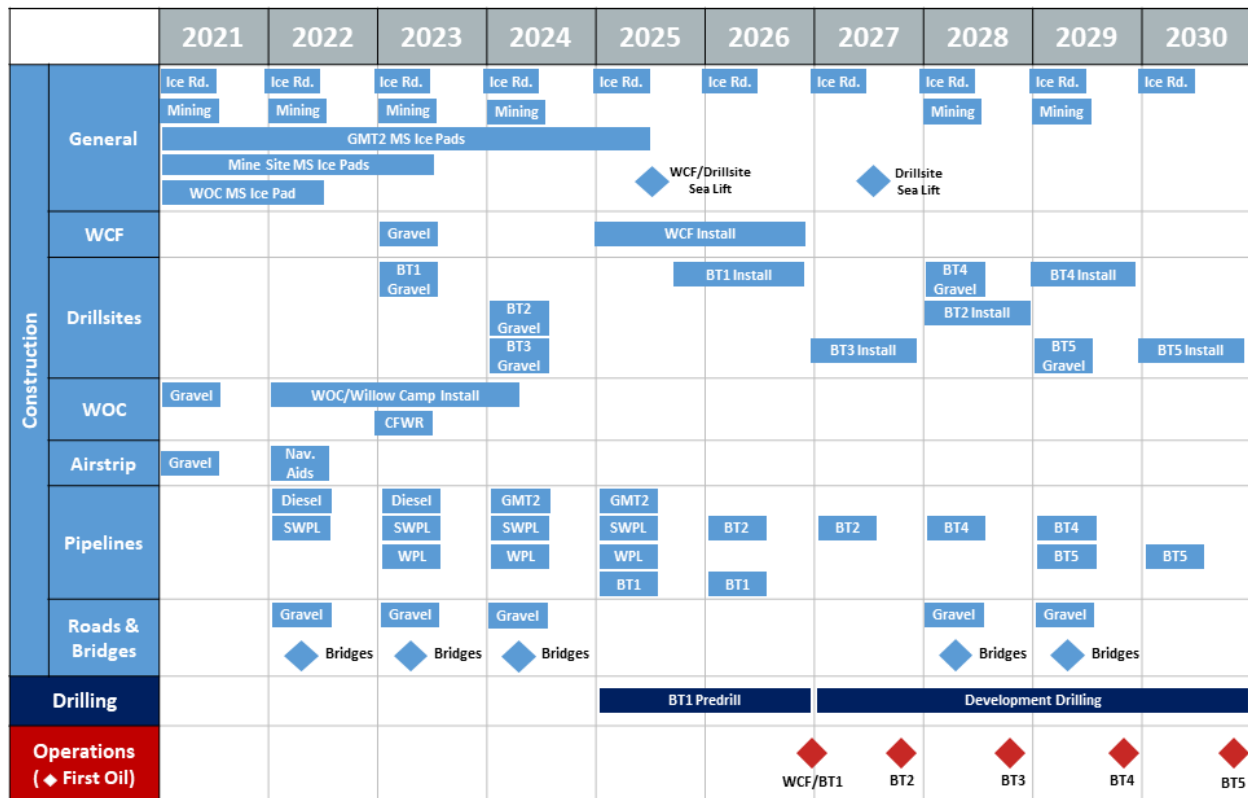 2021 2022 2023 2024 2025 2026 2027 2028 2029 2030
Construction
General
Ice Rd. Ice Rd. Ice Rd. Ice Rd. Ice Rd. Ice Rd. Ice Rd. Ice Rd. Ice Rd. Ice Rd.
Mining Mining Mining Mining Mining Mining
GMT2 MS Ice Pads
Mine Site MS Ice Pads
WOC MS Ice Pad
WCF/Drillsite
Sea Lift
Drillsite
Sea Lift
WCF
Gravel WCF Install
Drillsites
BT1
Gravel
BT1 Install
BT4
Gravel
BT4 Install
BT2
Gravel
BT2 Install
BT3
Gravel
BT3 Install
BT5
Gravel
BT5 Install
WOC
Gravel WOC/Willow Camp Install
CFWR
Airstrip
Gravel
Nav.
Aids
Pipelines
Diesel Diesel GMT2 GMT2
SWPL SWPL SWPL SWPL BT2 BT2 BT4 BT4
WPL WPL WPL BT5 BT5
BT1 BT1
Roads &
Bridges
Gravel Gravel Gravel Gravel Gravel
Bridges Bridges Bridges Bridges Bridges
Drilling
BT1 Predrill Development Drilling
Operations
( ◆ First Oil)
WCF/BT1 BT2 BT3 BT4 BT5